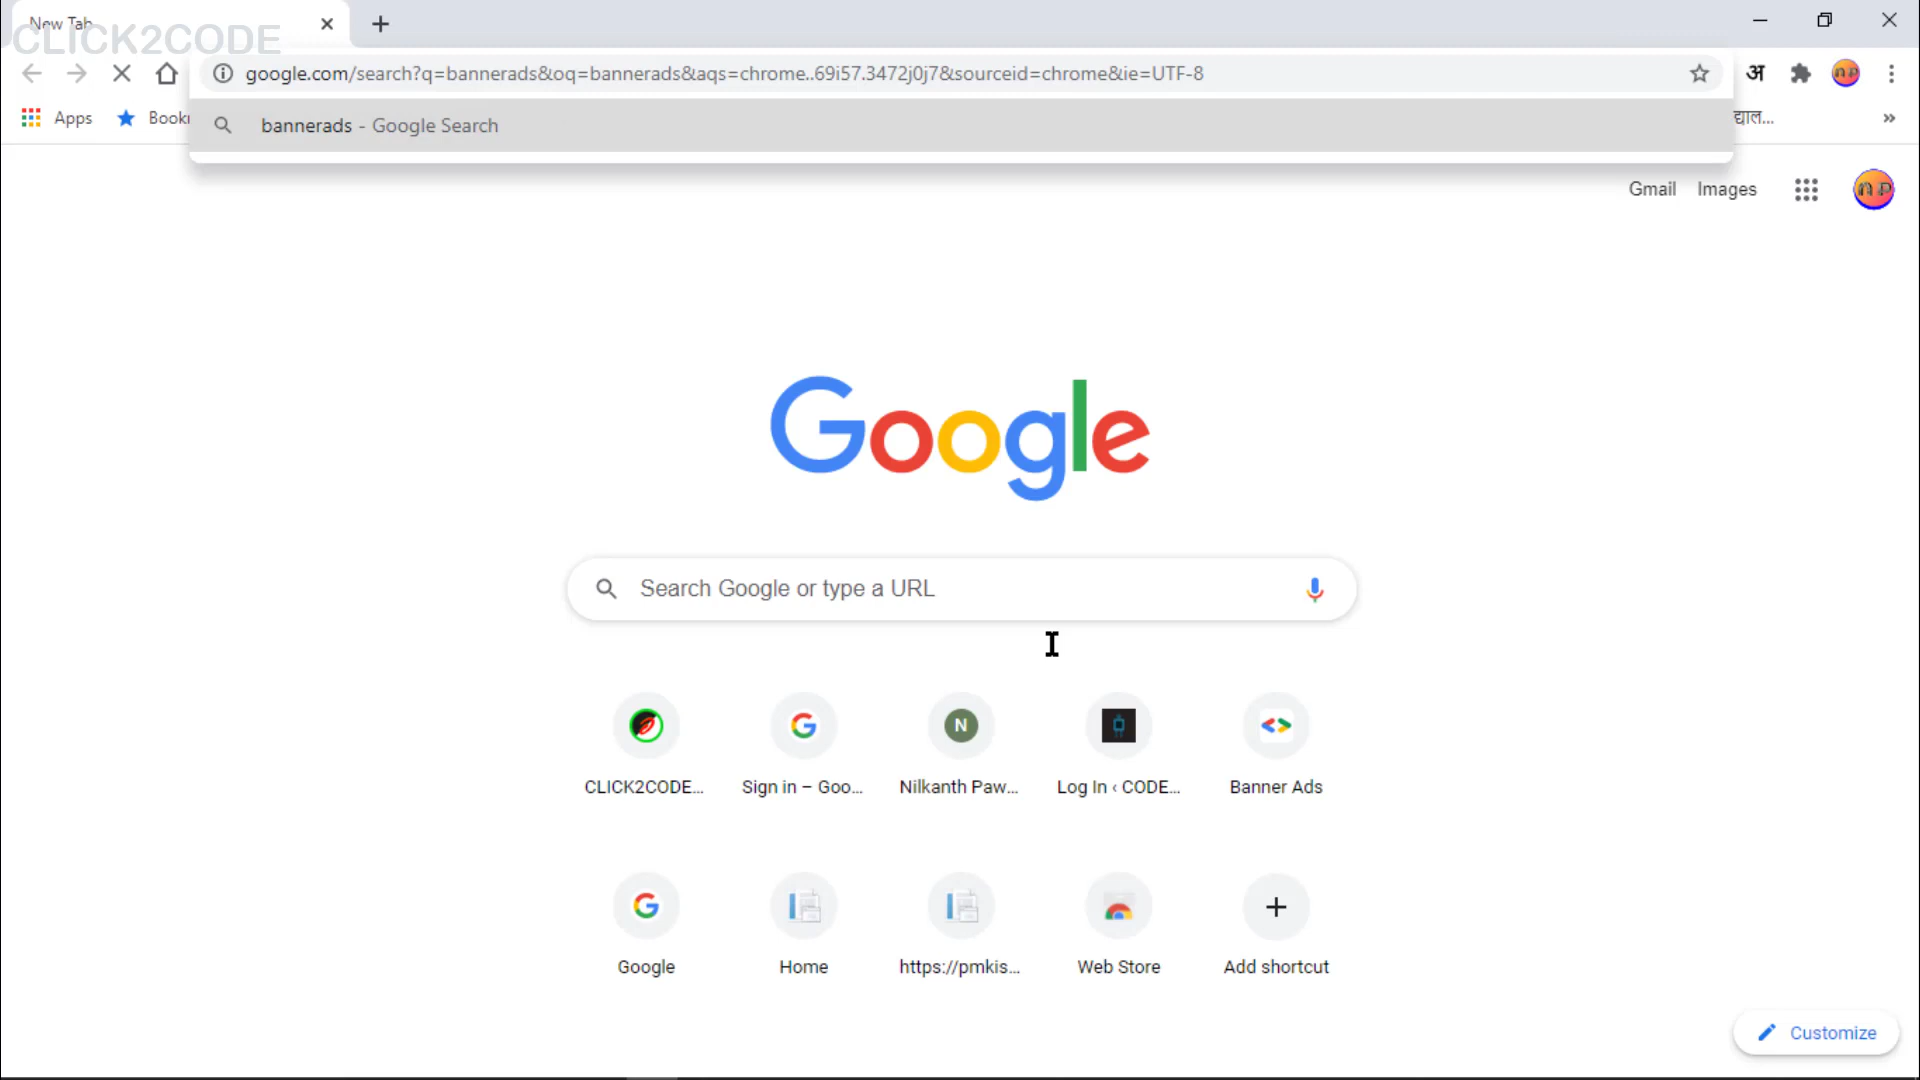 New Tab
CLICK2CODE
google.com/search?q=bannerads&oq=bannerads&aqs=chrome..69i57.3472j0j7&sourceid=chrome&ie=UTF-8
अ
Apps
bannerads - Google Search
द्याल...
Gmail
Images
Google
Search Google or type a URL
N
CLICK2CODE...
Sign in – Goo...
Nilkanth Paw...
Log In ‹ CODE...
Banner Ads
Google
Home
https://pmkis...
Web Store
Add shortcut
Customize